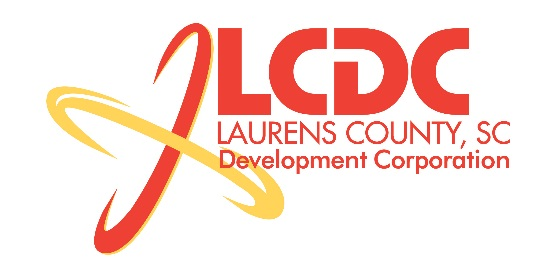 LCDC
LAURENS COUNTY, SC
Development Corporation